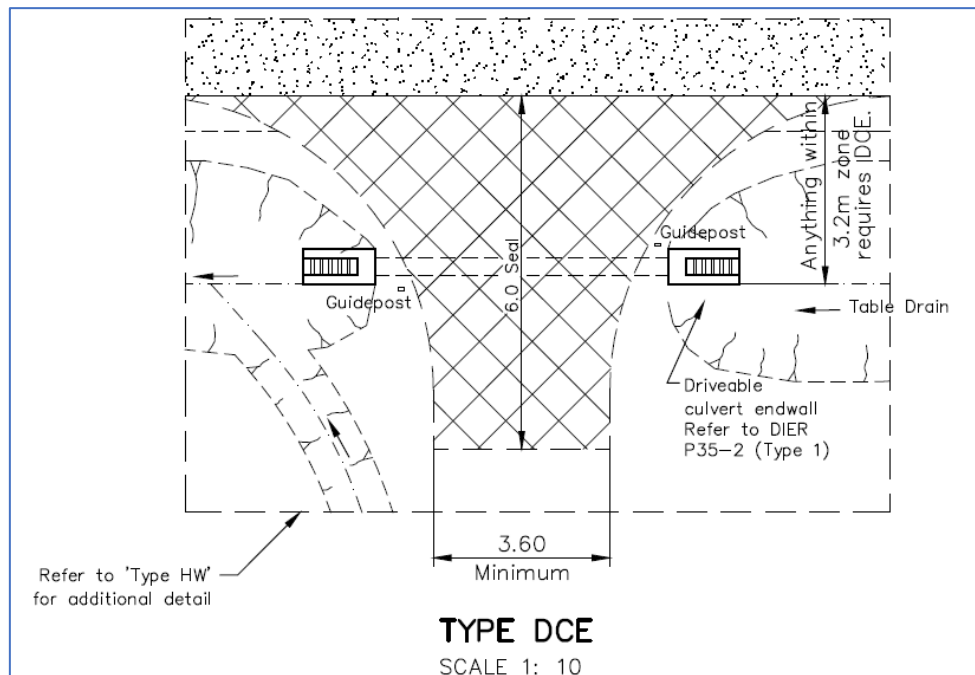 Anything within
3.2m zone
requires DCE.
Guidepost
6.0 Seal
Guidepost
Table Drain
Driveable
culvert endwall
Refer to DIER
P35-2 (Type 1)
3.60
Minimum
Refer to 'Type HW'
for additional detail
TYPE DCE
SCALE 1: 10